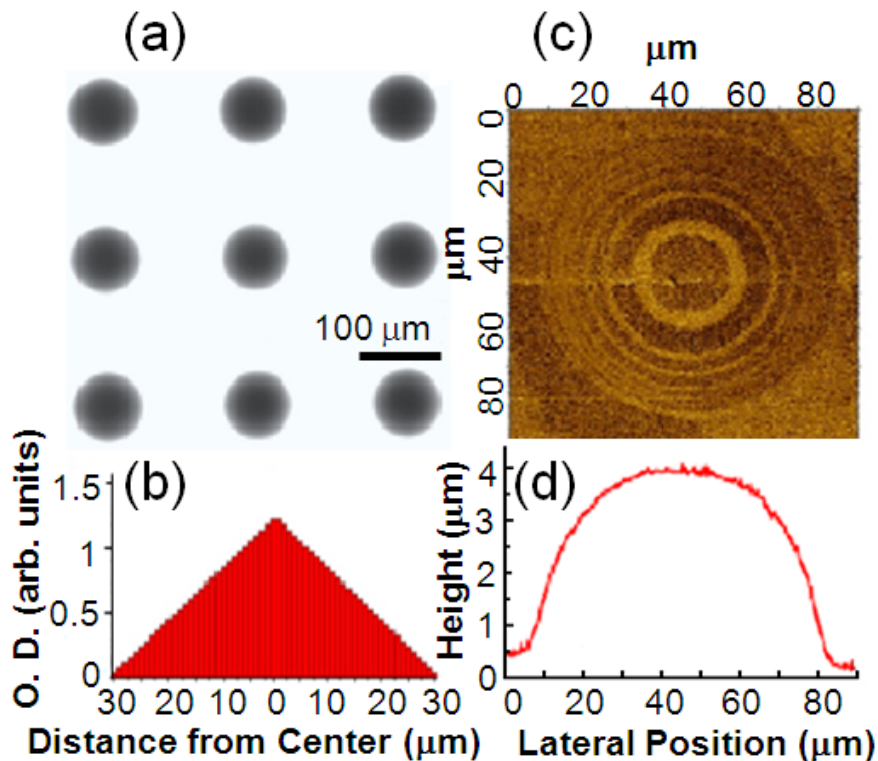 (a)
100 μm
(b)
O. D. (arb. units)
1.5
1
0.5
0
30 20 10 0 10 20 30
Distance from Center (μm)
(c)
μm
0 20 40 60 80
μm
0
20
40
60
80
(d)
Height (μm)
4
3
2
1
0
0 20 40 60 80
Lateral Position (μm)